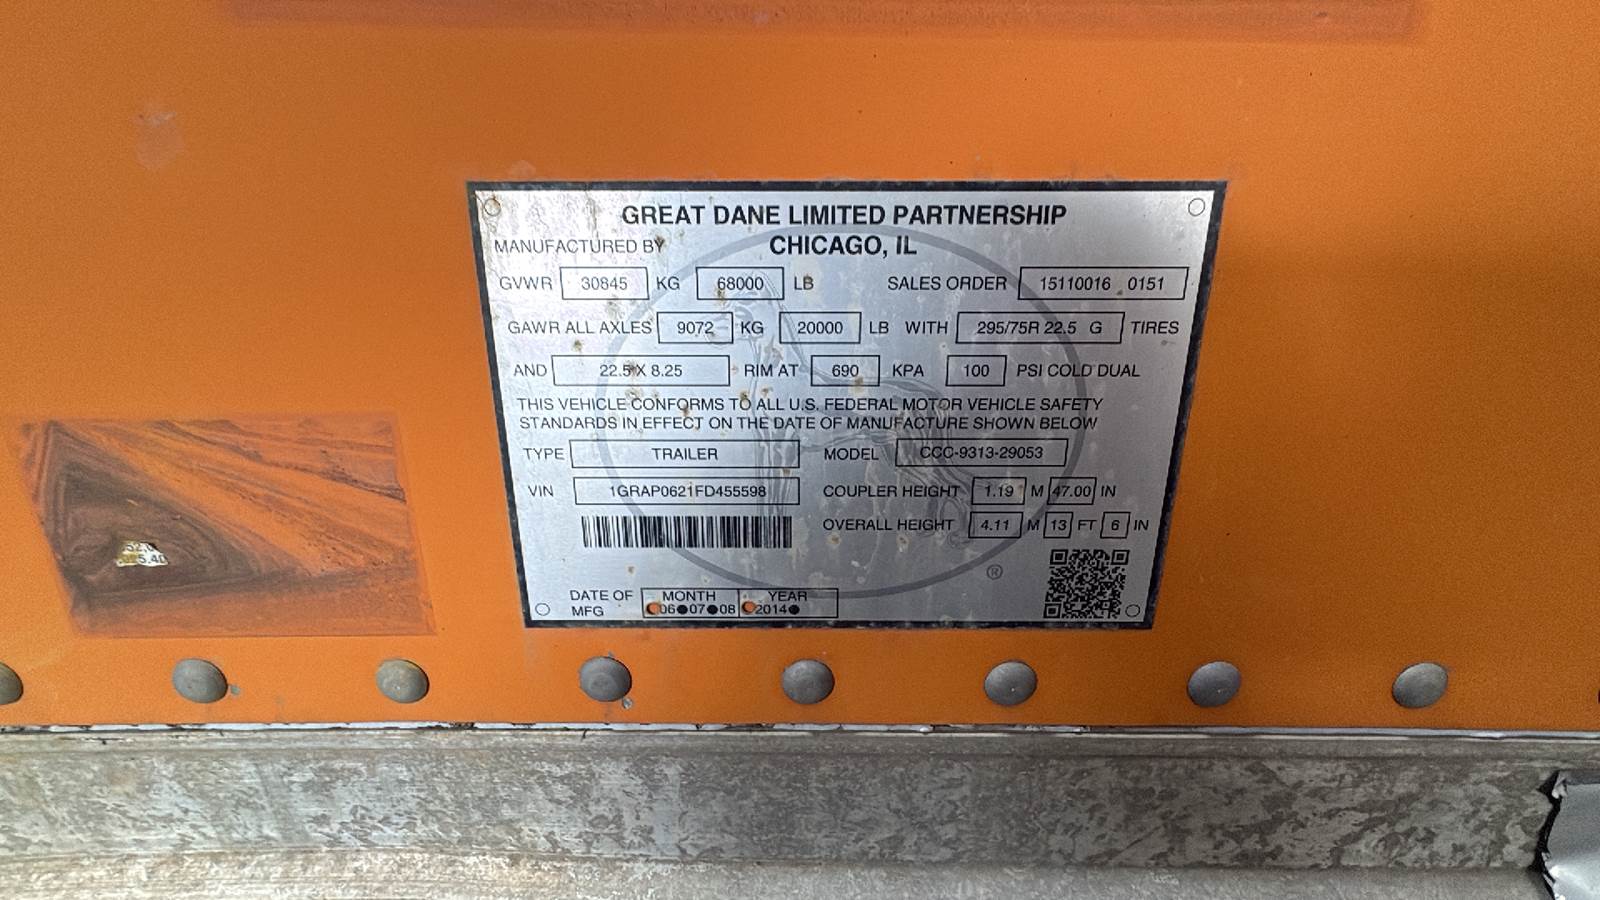 GREAT DANE LIMITED PARTNERSHIP
MANUFACTURED BY CHICAGO, IL
GVWR 30845 KG 68000 LB SALES ORDER 15110016 0151
GAWR ALL AXLES 9072 KG 20000 LB WITH 295/75R 22.5 G TIRES
AND 22.5 X 8.25 RIM AT 690 KPA 100 PSI COLD DUAL
THIS VEHICLE CONFORMS TO ALL U.S. FEDERAL MOTOR VEHICLE SAFETY
STANDARDS IN EFFECT ON THE DATE OF MANUFACTURE SHOWN BELOW
TYPE TRAILER MODEL CCC-9313-29053
VIN 1GRAP0621FD455598 COUPLER HEIGHT 1.19 M 47.00 IN
OVERALL HEIGHT 4.11 M 13 FT 6 IN
®
DATE OF MFG MONTH YEAR
06 07 08 2014